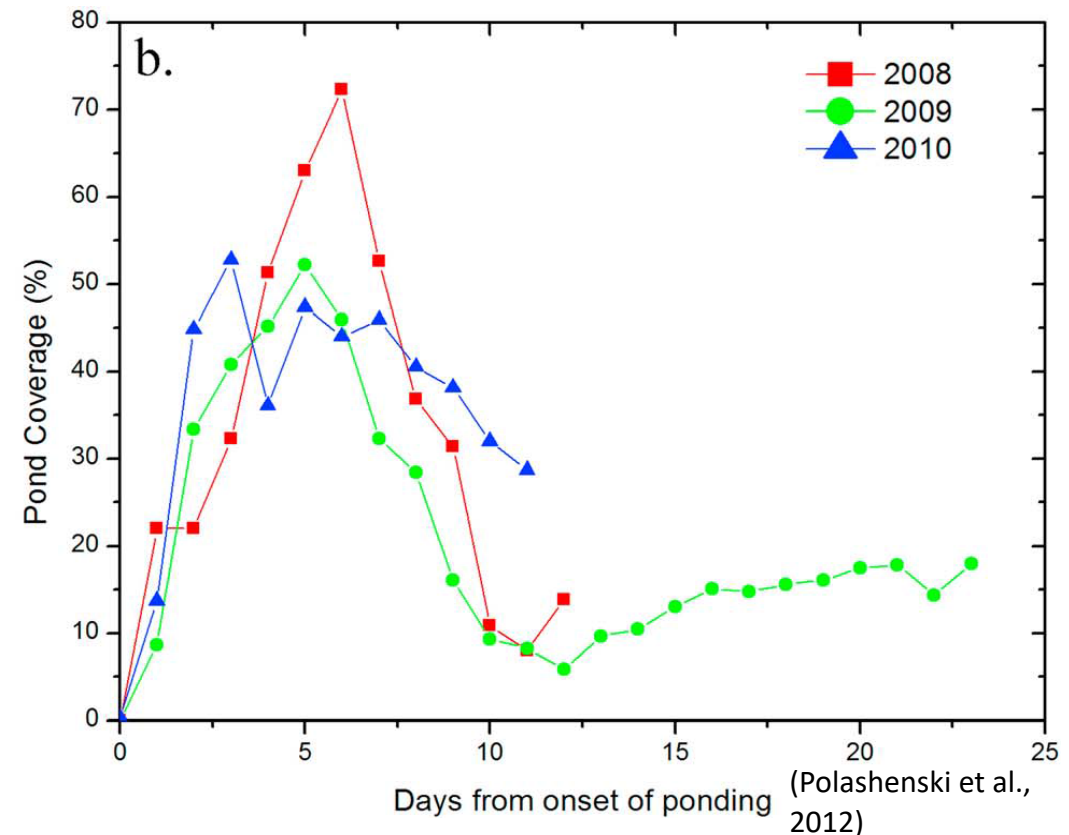 b.
2008
2009
2010
80
70
60
50
40
30
20
10
0
Pond Coverage (%)
0 5 10 15 20 25
Days from onset of ponding
(Polashenski et al.,
2012)